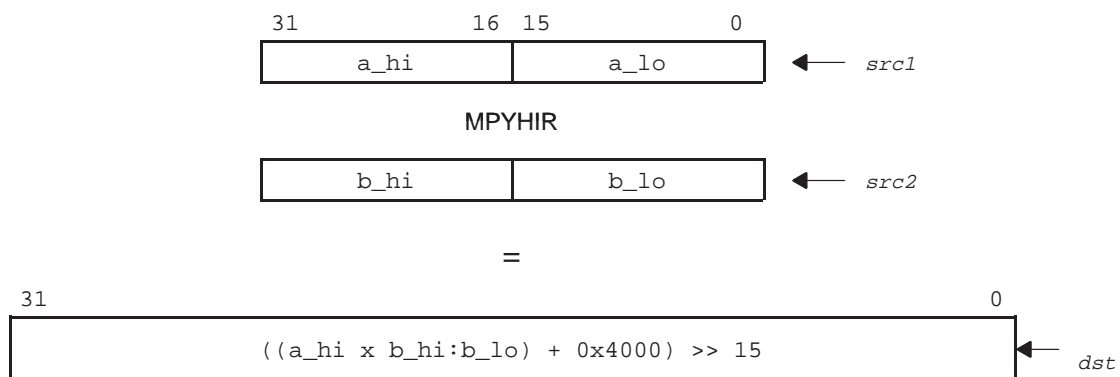 31 16 15 0
a_hi a_lo src1
MPYHIR
b_hi b_lo src2
=
31 0
((a_hi x b_hi:b_lo) + 0x4000) >> 15 dst